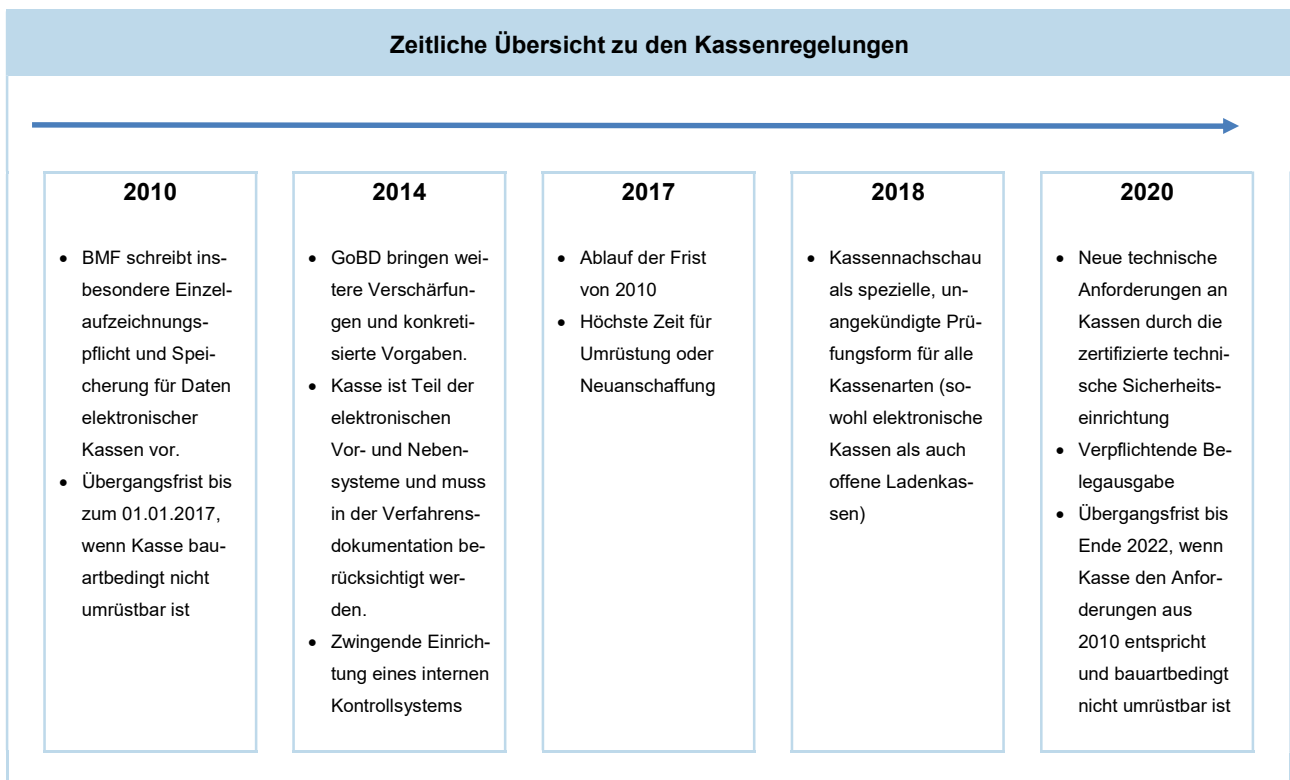 Zeitliche Übersicht zu den Kassenregelungen
2010
• BMF schreibt ins-
besondere Einzel-
aufzeichnungs-
pflicht und Spei-
cherung für Daten
elektronischer
Kassen vor.
• Übergangsfrist bis
zum 01.01.2017,
wenn Kasse bau-
artbedingt nicht
umrüstbar ist
2014
• GoBD bringen wei-
tere Verschärfun-
gen und konkreti-
sierte Vorgaben.
• Kasse ist Teil der
elektronischen
Vor- und Neben-
systeme und muss
in der Verfahrens-
dokumentation be-
rücksichtigt wer-
den.
• Zwingende Einrich-
tung eines internen
Kontrollsystems
2017
• Ablauf der Frist
von 2010
• Höchste Zeit für
Umrüstung oder
Neuanschaffung
2018
• Kassennachschau
als spezielle, un-
angekündigte Prü-
fungsform für alle
Kassenarten (so-
wohl elektronische
Kassen als auch
offene Ladenkas-
sen)
2020
• Neue technische
Anforderungen an
Kassen durch die
zertifizierte techni-
sche Sicherheits-
einrichtung
• Verpflichtende Be-
legausgabe
• Übergangsfrist bis
Ende 2022, wenn
Kasse den Anfor-
derungen aus
2010 entspricht
und bauartbedingt
nicht umrüstbar ist